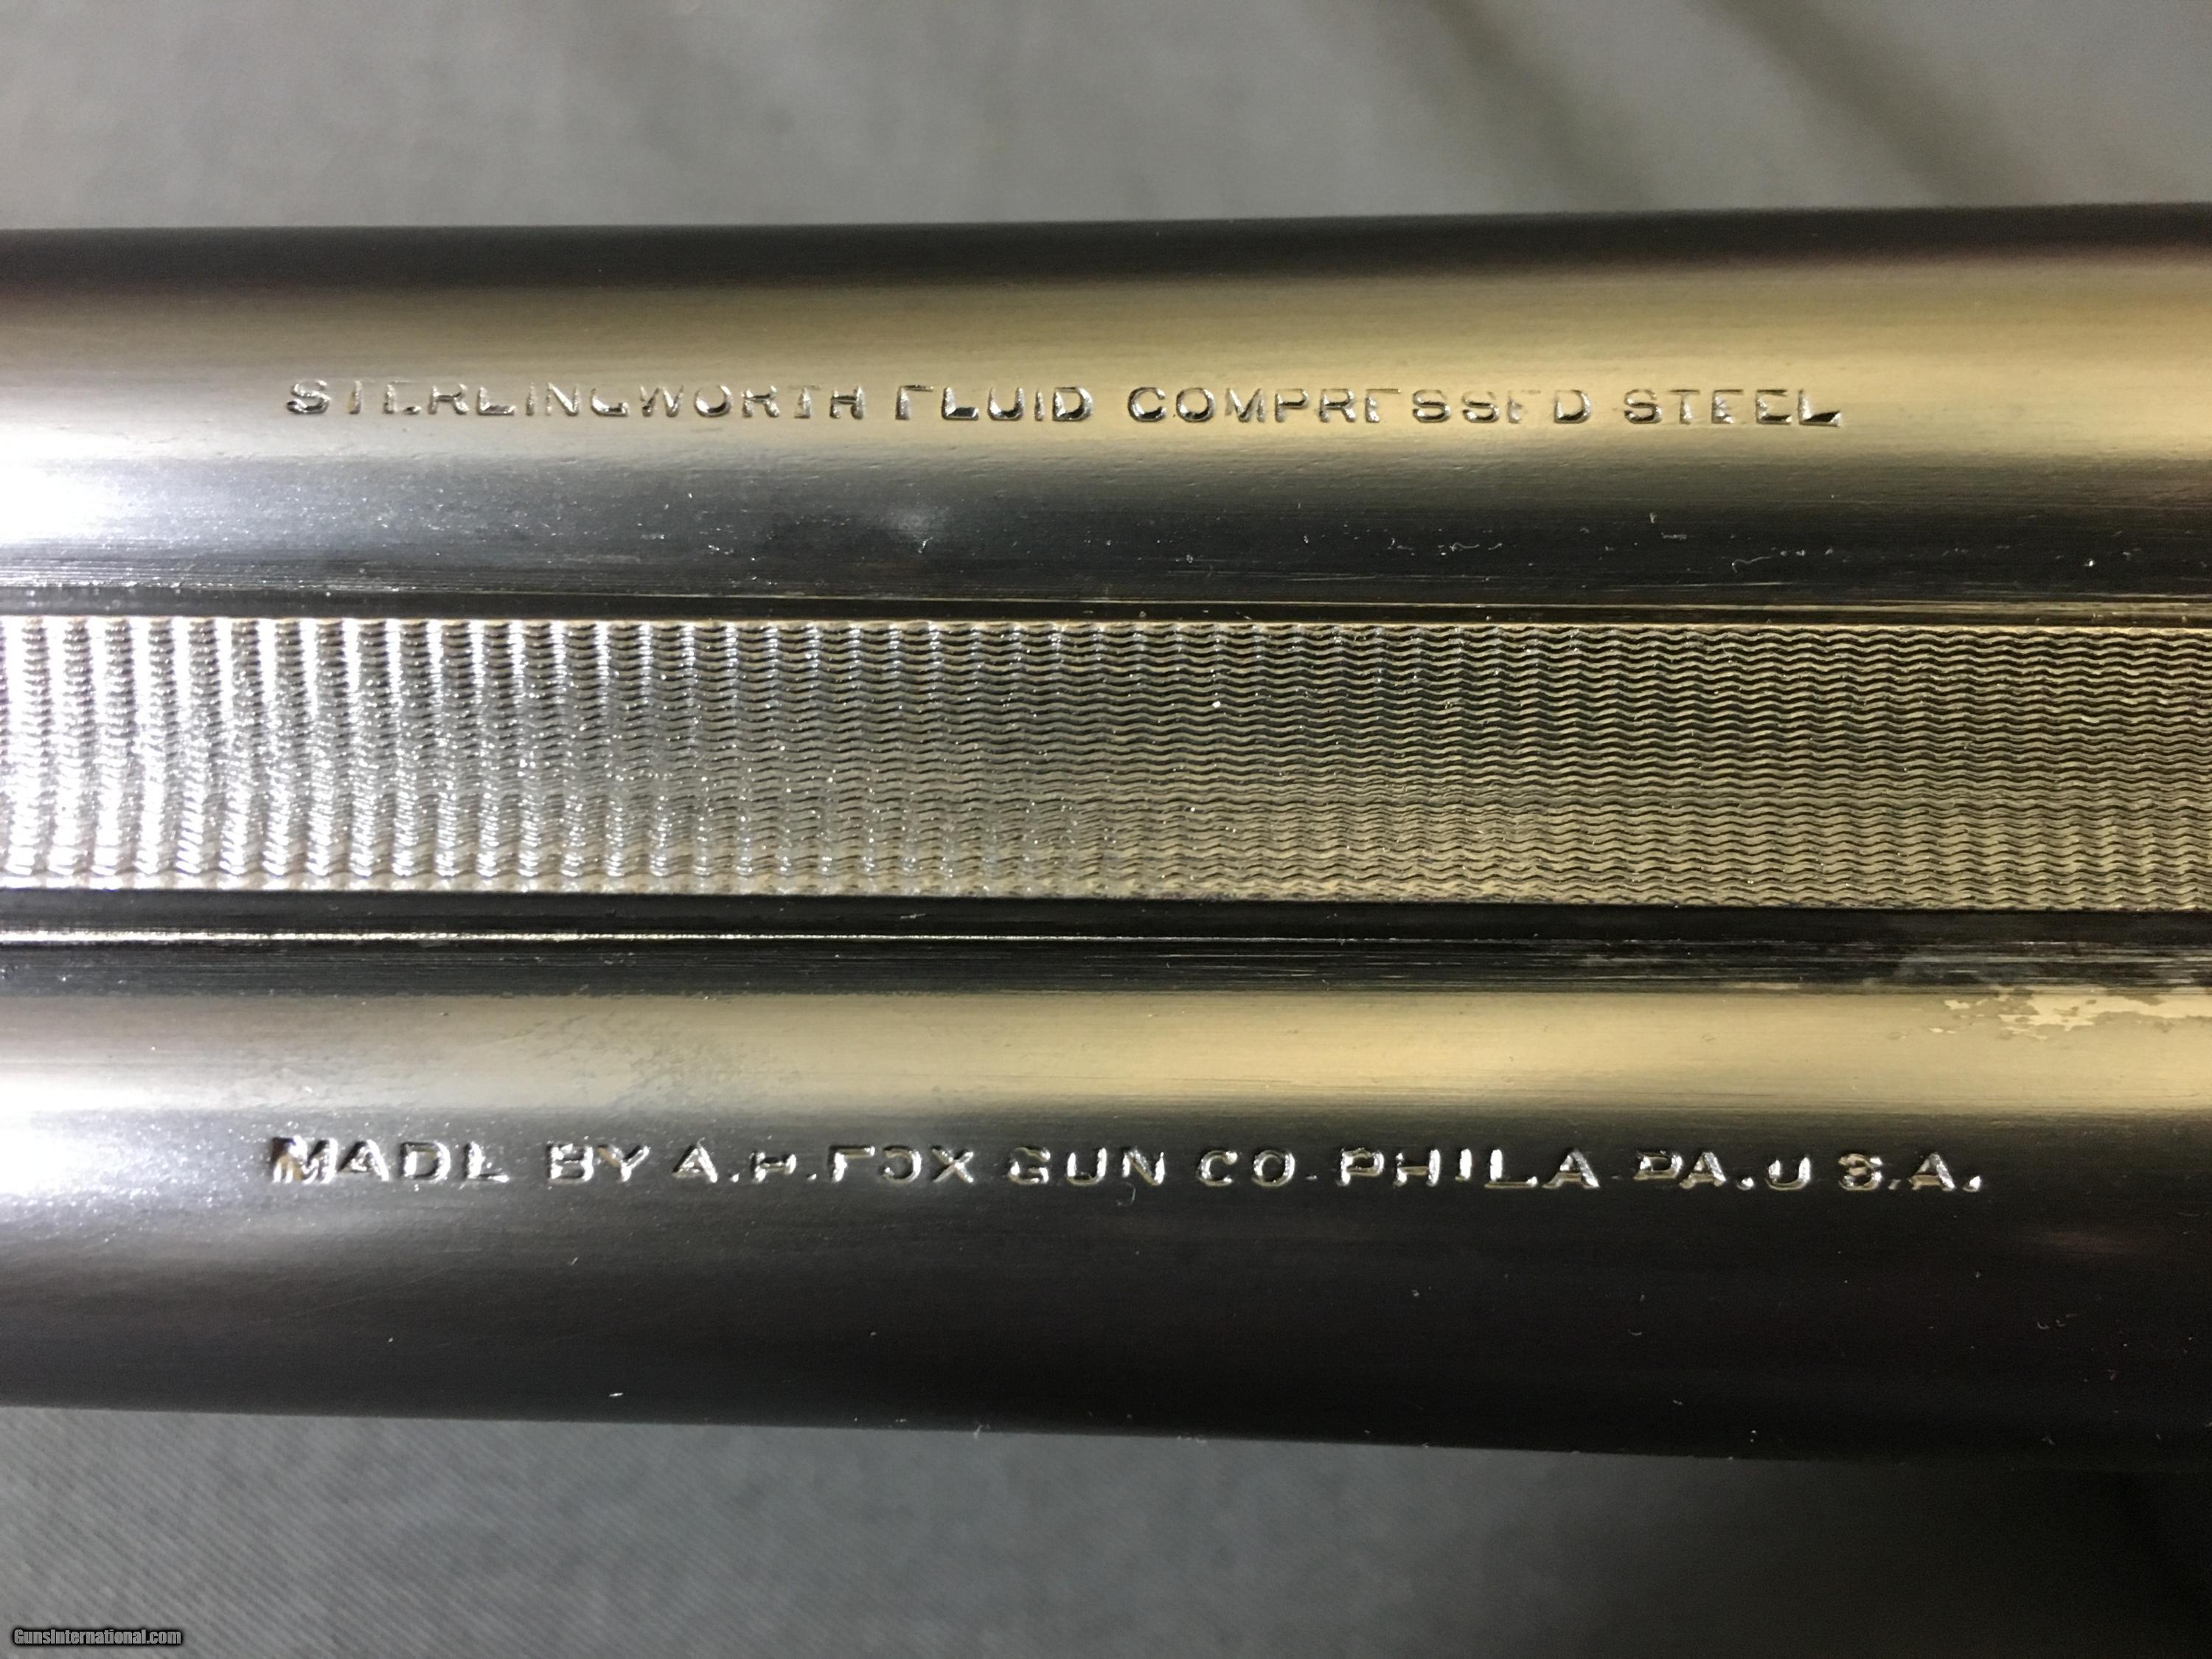 STERLINGWORTH FLUID COMPRESSED STEEL
MADE BY A.H.FOX GUN CO. PHILA. PA.U.S.A.
GunsInternational.com